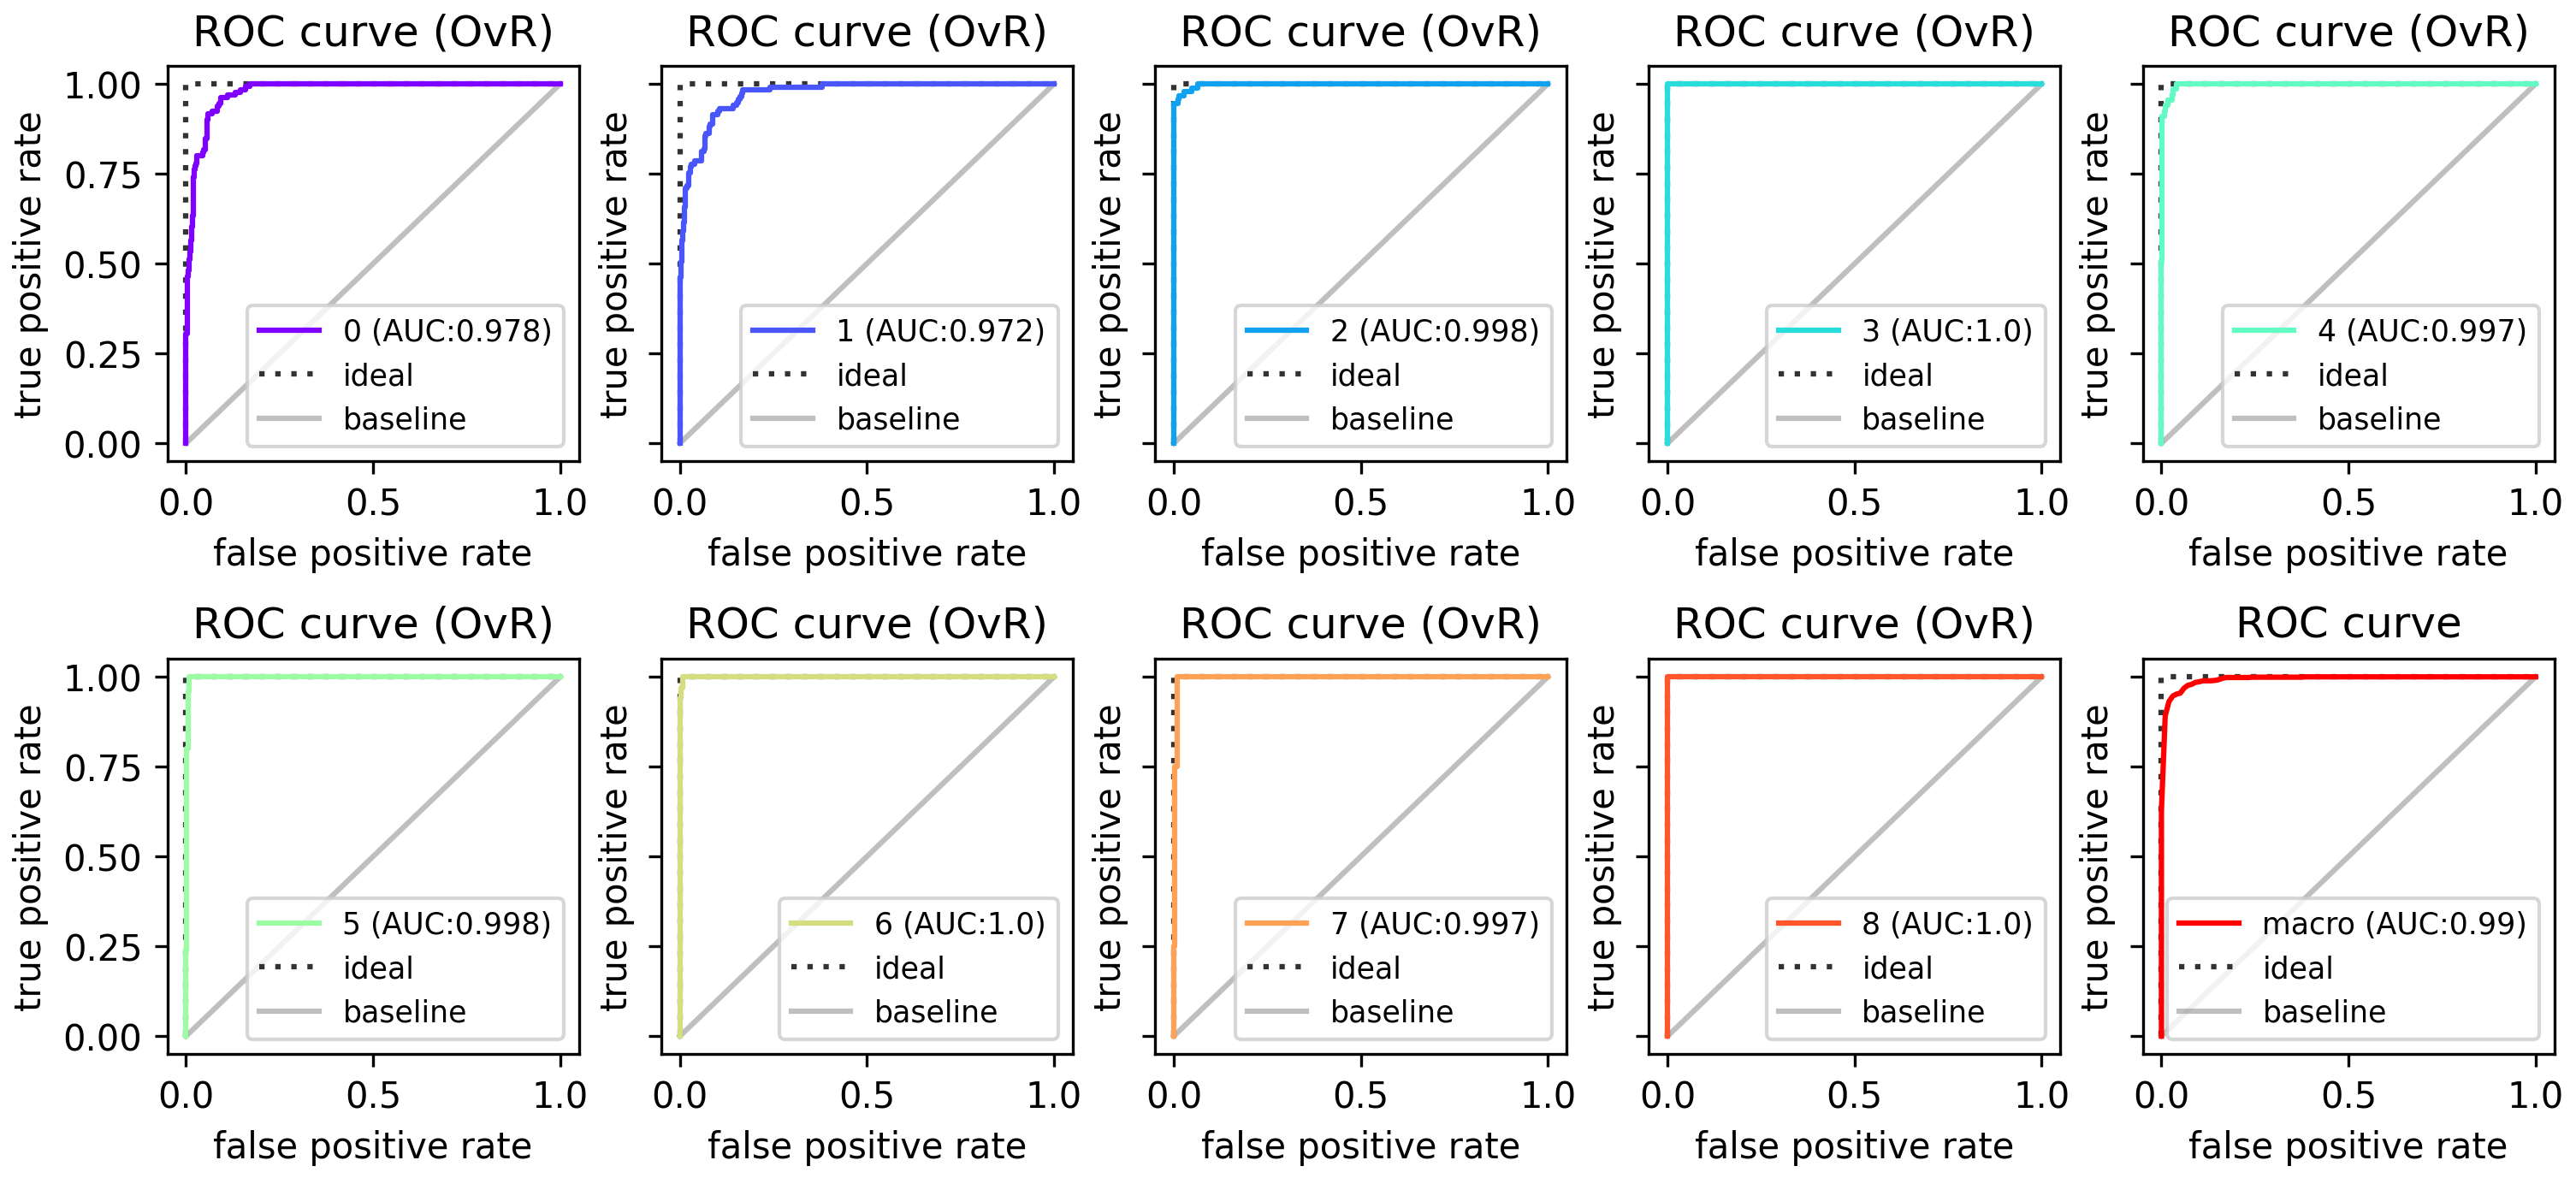 ROC curve (OvR)
true positive rate
1.00
0.75
0.50
0.25
0.00
0 (AUC:0.978)
ideal
baseline
0.0 0.5 1.0
false positive rate
ROC curve (OvR)
true positive rate
1 (AUC:0.972)
ideal
baseline
0.0 0.5 1.0
false positive rate
ROC curve (OvR)
true positive rate
2 (AUC:0.998)
ideal
baseline
0.0 0.5 1.0
false positive rate
ROC curve (OvR)
true positive rate
3 (AUC:1.0)
ideal
baseline
0.0 0.5 1.0
false positive rate
ROC curve (OvR)
true positive rate
4 (AUC:0.997)
ideal
baseline
0.0 0.5 1.0
false positive rate
ROC curve (OvR)
true positive rate
1.00
0.75
0.50
0.25
0.00
5 (AUC:0.998)
ideal
baseline
0.0 0.5 1.0
false positive rate
ROC curve (OvR)
true positive rate
6 (AUC:1.0)
ideal
baseline
0.0 0.5 1.0
false positive rate
ROC curve (OvR)
true positive rate
7 (AUC:0.997)
ideal
baseline
0.0 0.5 1.0
false positive rate
ROC curve (OvR)
true positive rate
8 (AUC:1.0)
ideal
baseline
0.0 0.5 1.0
false positive rate
ROC curve
true positive rate
macro (AUC:0.99)
ideal
baseline
0.0 0.5 1.0
false positive rate